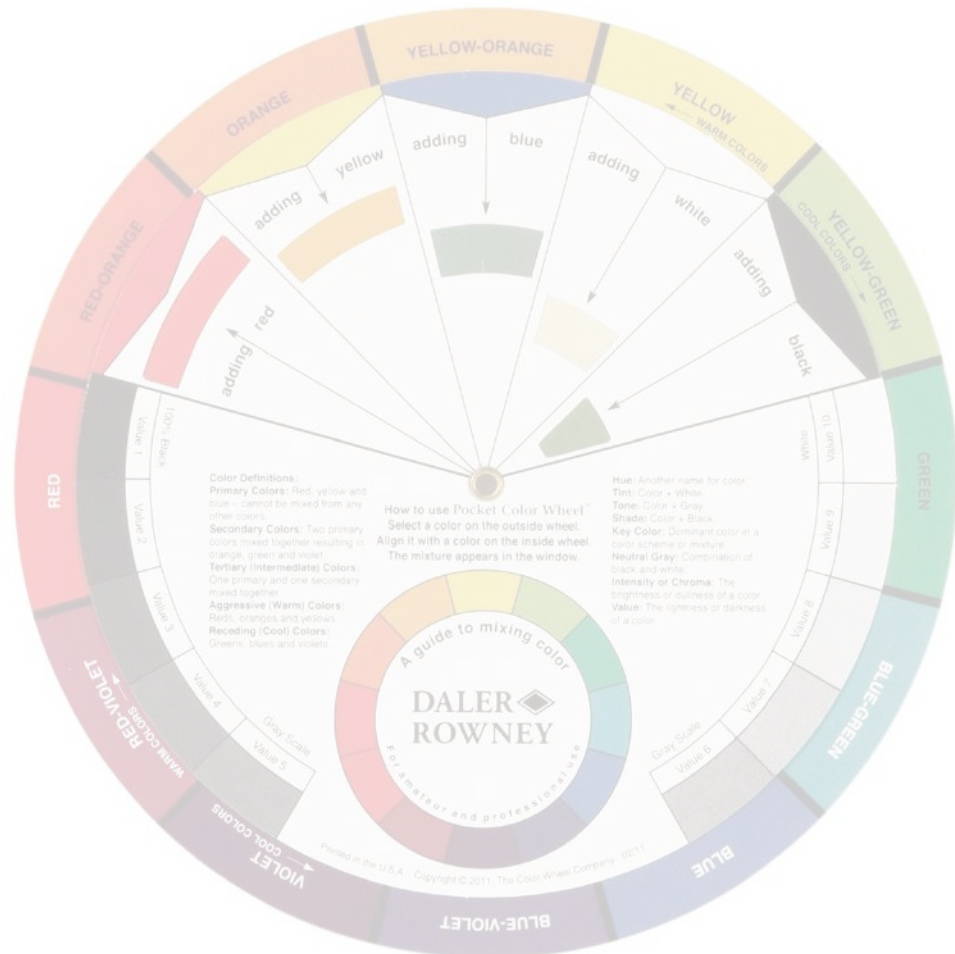 YELLOW-ORANGE
YELLOW
WARM COLORS
YELLOW-GREEN
COOL COLORS
GREEN
BLUE-GREEN
BLUE
BLUE-VIOLET
VIOLET
COOL COLORS
RED-VIOLET
WARM COLORS
RED
RED-ORANGE
ORANGE
adding red
adding yellow
adding blue
adding white
adding black
100% Black
Value 1
Value 2
Value 3
Value 4
Gray Scale
Value 5
Gray Scale
Value 6
Value 7
Value 8
Value 9
Value 10
White
Color Definitions:
Primary Colors: Red, yellow and
blue – cannot be mixed from any
other colors.
Secondary Colors: Two primary
colors mixed together resulting in
orange, green and violet.
Tertiary (Intermediate) Colors:
One primary and one secondary
mixed together.
Aggressive (Warm) Colors:
Reds, oranges and yellows.
Receding (Cool) Colors:
Greens, blues and violets.
How to use Pocket Color Wheel™
Select a color on the outside wheel.
Align it with a color on the inside wheel.
The mixture appears in the window.
Hue: Another name for color.
Tint: Color + White
Tone: Color + Gray
Shade: Color + Black
Key Color: Dominant color in a
color scheme or mixture.
Neutral Gray: Combination of
black and white.
Intensity or Chroma: The
brightness or dullness of a color.
Value: The lightness or darkness
of a color.
A guide to mixing color
DALER
ROWNEY
For amateur and professional use
Printed in the U.S.A. Copyright © 2011 The Color Wheel Company 02/11